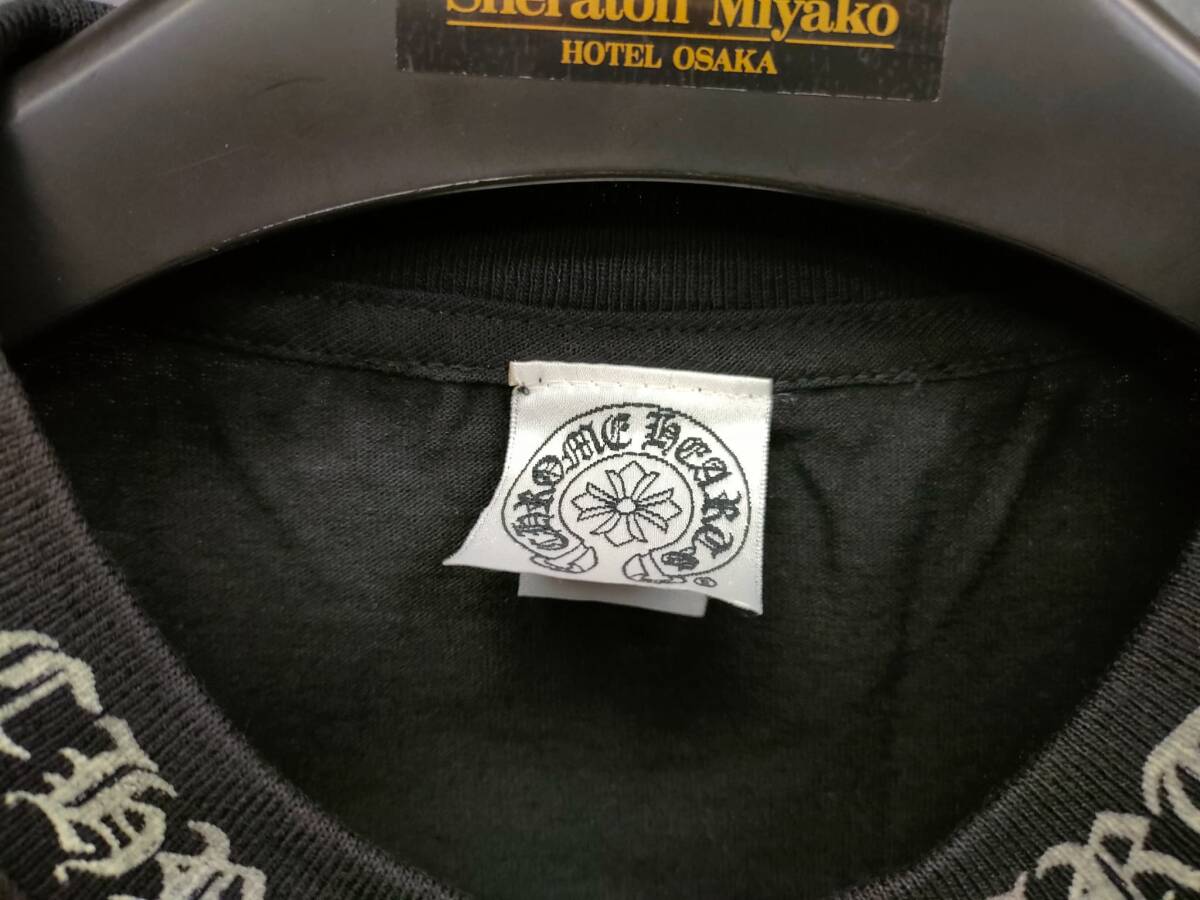 Sheraton Miyako
HOTEL OSAKA
CHROME HEARTS
®